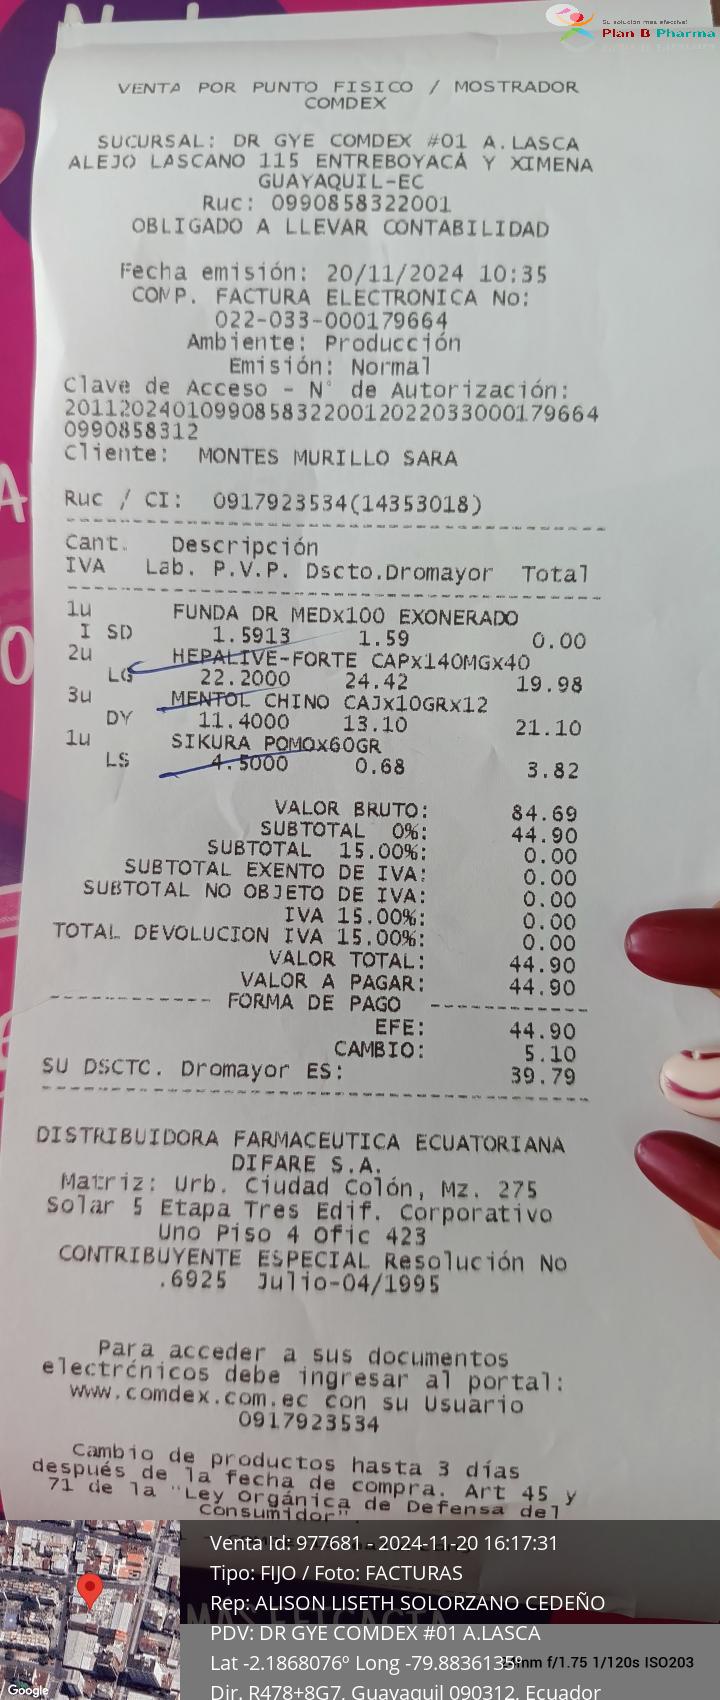 Su solución mas efectiva!
Plan B Pharma
VENTA POR PUNTO FISICO / MOSTRADOR
COMDEX
SUCURSAL: DR GYE COMDEX #01 A.LASCA
ALEJO LASCANO 115 ENTREBOYACÁ Y XIMENA
GUAYAQUIL-EC
Ruc: 0990858322001
OBLIGADO A LLEVAR CONTABILIDAD
Fecha emisión: 20/11/2024 10:35
COMP. FACTURA ELECTRONICA No:
022-033-000179664
Ambiente: Producción
Emisión: Normal
Clave de Acceso - N° de Autorización:
201120240109908583220012022033000179664
0990858312
Cliente: MONTES MURILLO SARA
Ruc / CI: 0917923534(14353018)
Cant. Descripción
IVA Lab. P.V.P. Dscto.Dromayor Total
1u FUNDA DR MEDx100 EXONERADO
I SD 1.5913 1.59 0.00
2u HEPALIVE-FORTE CAPx140MGx40
LG 22.2000 24.42 19.98
3u MENTOL CHINO CAJx10GRx12
DY 11.4000 13.10 21.10
1u SIKURA POMOx60GR
LS 4.5000 0.68 3.82
VALOR BRUTO: 84.69
SUBTOTAL 0%: 44.90
SUBTOTAL 15.00%: 0.00
SUBTOTAL EXENTO DE IVA: 0.00
SUBTOTAL NO OBJETO DE IVA: 0.00
IVA 15.00%: 0.00
TOTAL DEVOLUCION IVA 15.00%: 0.00
VALOR TOTAL: 44.90
VALOR A PAGAR: 44.90
------------ FORMA DE PAGO ------------
EFE: 44.90
CAMBIO: 5.10
SU DSCTC. Dromayor ES: 39.79
DISTRIBUIDORA FARMACEUTICA ECUATORIANA
DIFARE S.A.
Matriz: Urb. Ciudad Colón, Mz. 275
Solar 5 Etapa Tres Edif. Corporativo
Uno Piso 4 Ofic 423
CONTRIBUYENTE ESPECIAL Resolución No
.6925 Julio-04/1995
Para acceder a sus documentos
electrónicos debe ingresar al portal:
www.comdex.com.ec con su Usuario
0917923534
Cambio de productos hasta 3 días
después de la fecha de compra. Art 45 y
71 de la "Ley Orgánica de Defensa del
Consumidor"
Venta Id: 977681 - 2024-11-20 16:17:31
Tipo: FIJO / Foto: FACTURAS
Rep: ALISON LISETH SOLORZANO CEDEÑO
PDV: DR GYE COMDEX #01 A.LASCA
Lat -2.1868076º Long -79.883613 mm f/1.75 1/120s ISO203
Dir. R478+8G7, Guayaquil 090312, Ecuador
Google